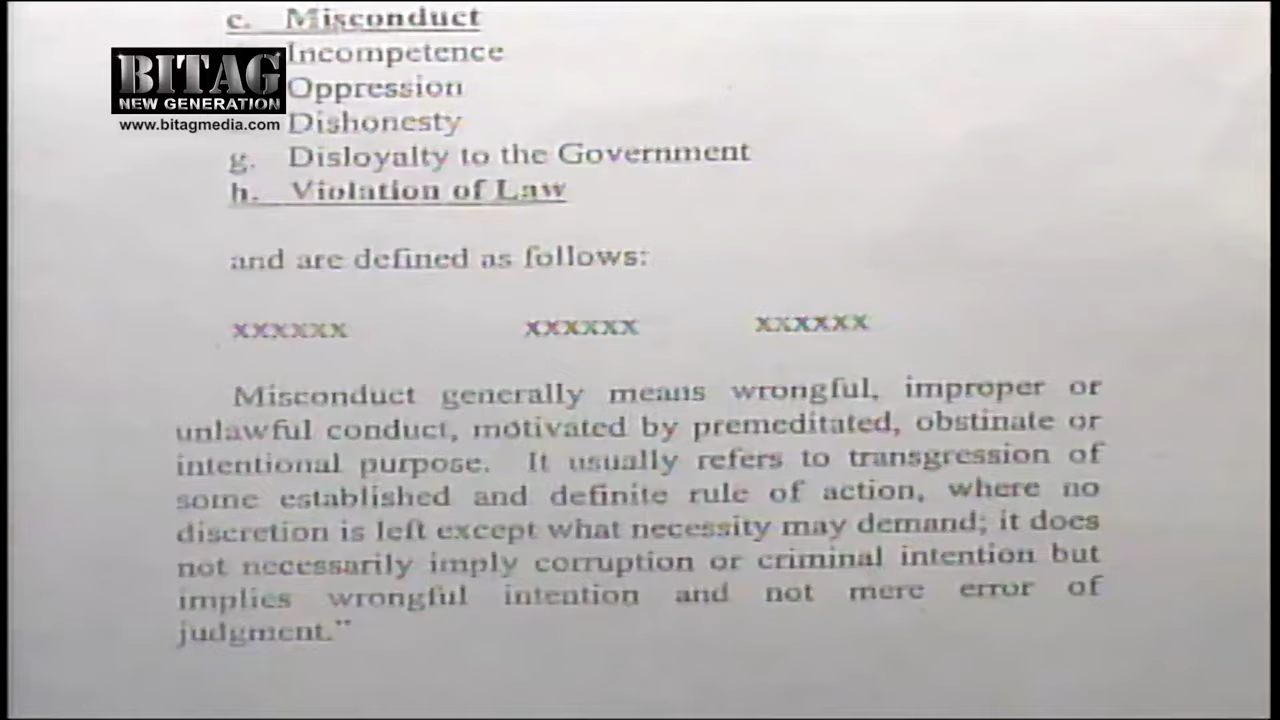 c. Misconduct
Incompetence
Oppression
Dishonesty
g. Disloyalty to the Government
h. Violation of Law
and are defined as follows:
xxxxxx xxxxxx xxxxxx
Misconduct generally means wrongful, improper or
unlawful conduct, motivated by premeditated, obstinate or
intentional purpose. It usually refers to transgression of
some established and definite rule of action, where no
discretion is left except what necessity may demand; it does
not necessarily imply corruption or criminal intention but
implies wrongful intention and not mere error of
judgment.”
BITAG
NEW GENERATION
www.bitagmedia.com